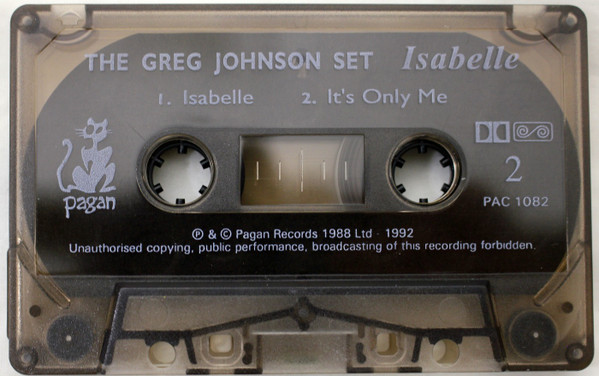 THE GREG JOHNSON SET Isabelle
1. Isabelle 2. It's Only Me
2
pagan
PAC 1082
℗ & © Pagan Records 1988 Ltd - 1992
Unauthorised copying, public performance, broadcasting of this recording forbidden.